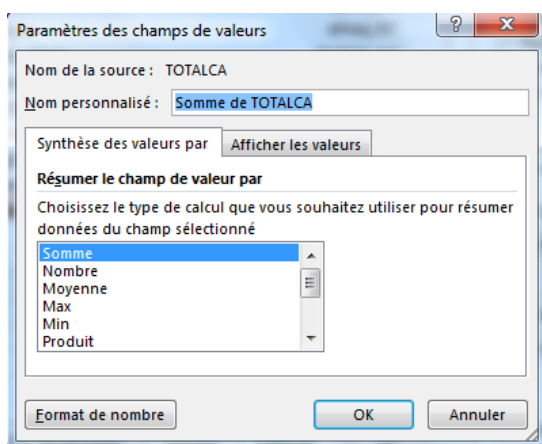 Paramètres des champs de valeurs
Nom de la source : TOTALCA
Nom personnalisé : Somme de TOTALCA
Synthèse des valeurs par Afficher les valeurs
Résumer le champ de valeur par
Choisissez le type de calcul que vous souhaitez utiliser pour résumer
données du champ sélectionné
Somme
Nombre
Moyenne
Max
Min
Produit
Format de nombre OK Annuler